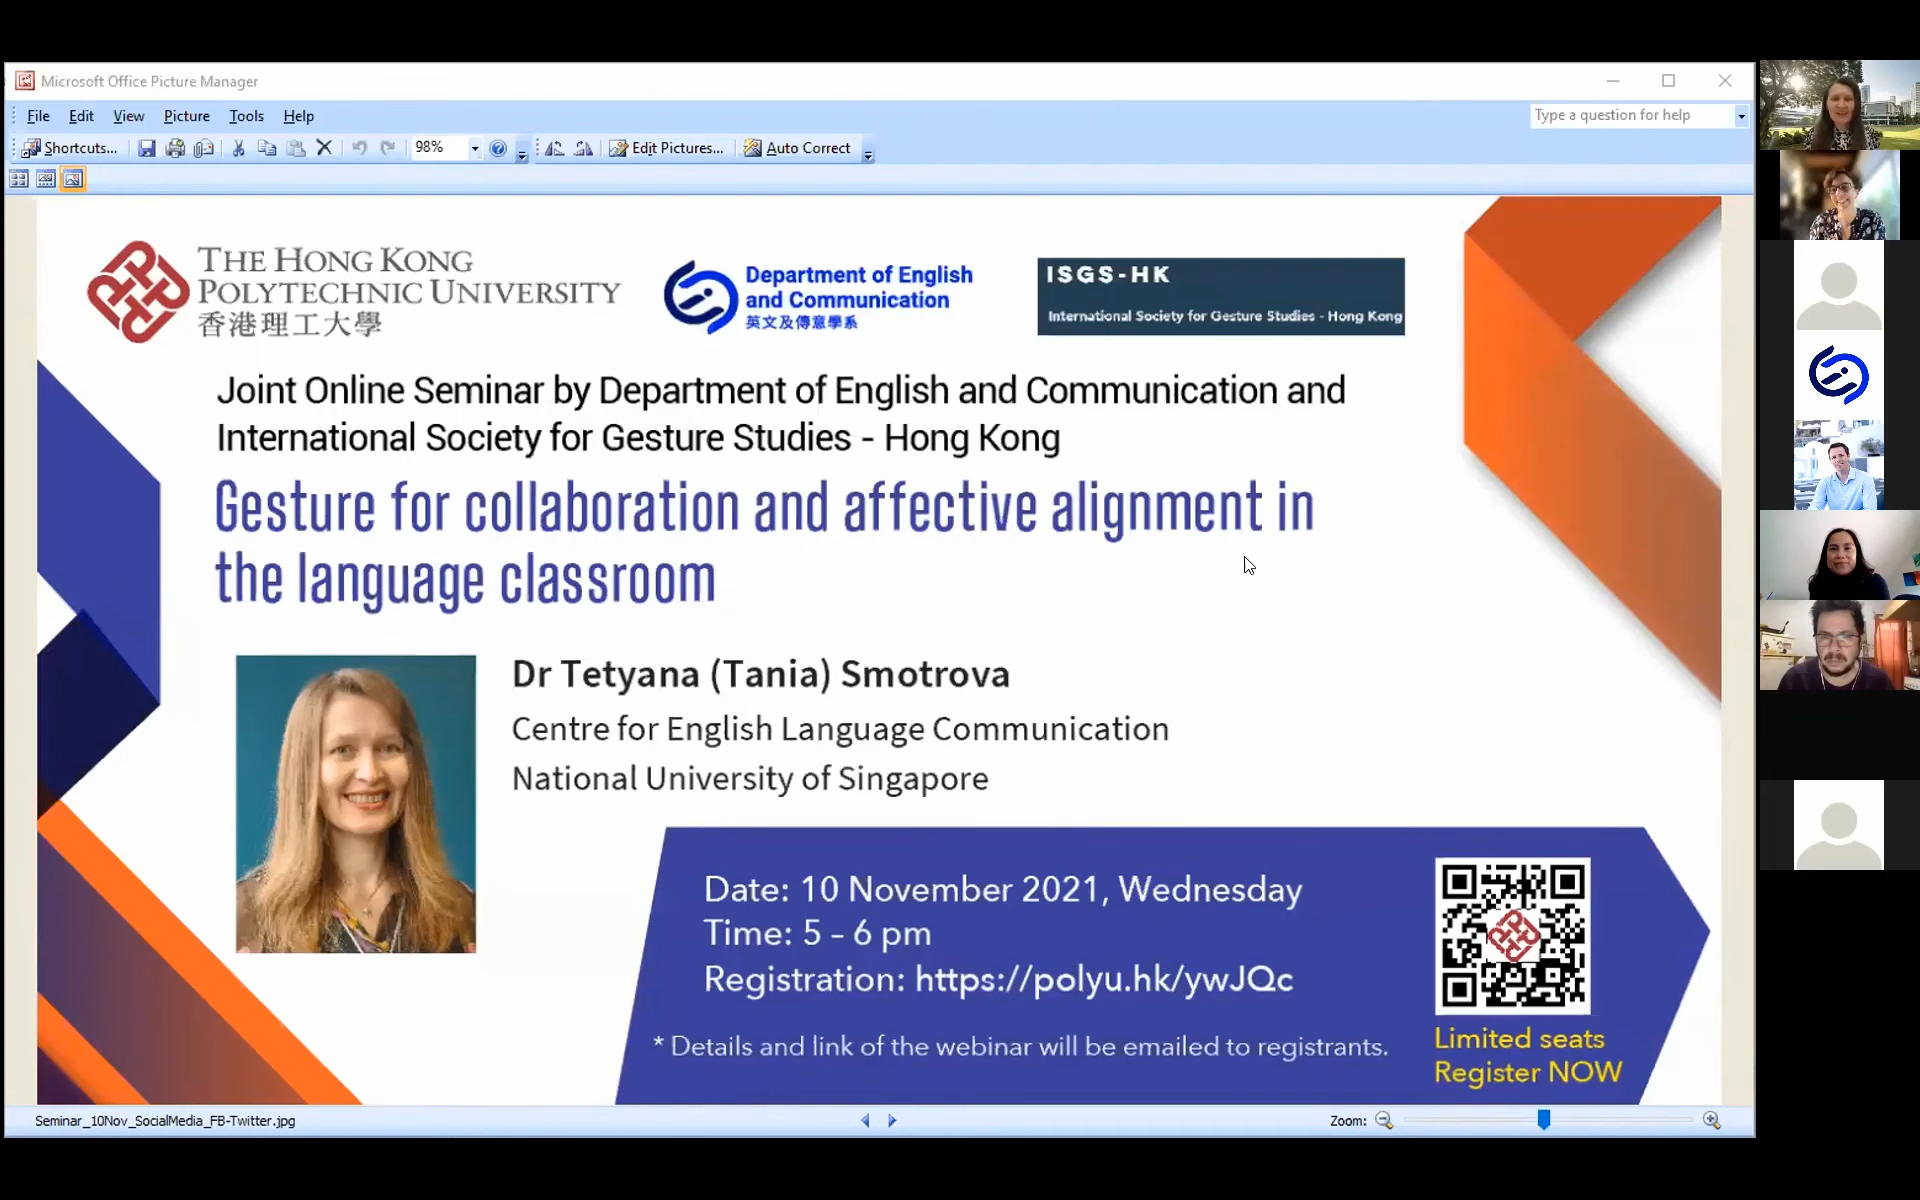 Microsoft Office Picture Manager
File Edit View Picture Tools Help
Type a question for help
Shortcuts... 98% Edit Pictures... Auto Correct
THE HONG KONG
POLYTECHNIC UNIVERSITY
香港理工大學
Department of English
and Communication
英文及傳意學系
ISGS-HK
International Society for Gesture Studies - Hong Kong
Joint Online Seminar by Department of English and Communication and
International Society for Gesture Studies - Hong Kong
Gesture for collaboration and affective alignment in
the language classroom
Dr Tetyana (Tania) Smotrova
Centre for English Language Communication
National University of Singapore
Date: 10 November 2021, Wednesday
Time: 5 – 6 pm
Registration: https://polyu.hk/ywJQc
* Details and link of the webinar will be emailed to registrants.
Limited seats
Register NOW
Seminar_10Nov_SocialMedia_FB-Twitter.jpg
Zoom: